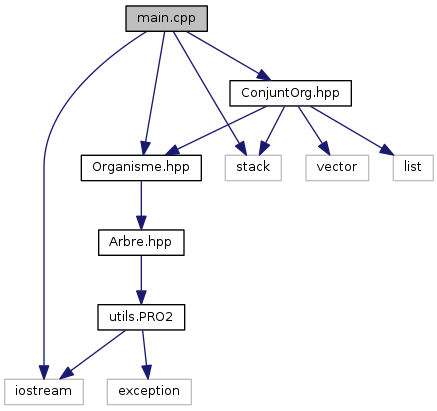 main.cpp
ConjuntOrg.hpp
Organisme.hpp
stack
vector
list
Arbre.hpp
utils.PRO2
iostream
exception